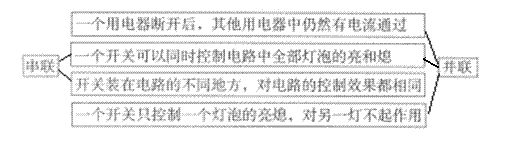 一个用电器断开后，其他用电器中仍然有电流通过
串联
一个开关可以同时控制电路中全部灯泡的亮和熄
并联
开关装在电路的不同地方，对电路的控制效果都相同
一个开关只控制一个灯泡的亮熄，对另一灯不起作用